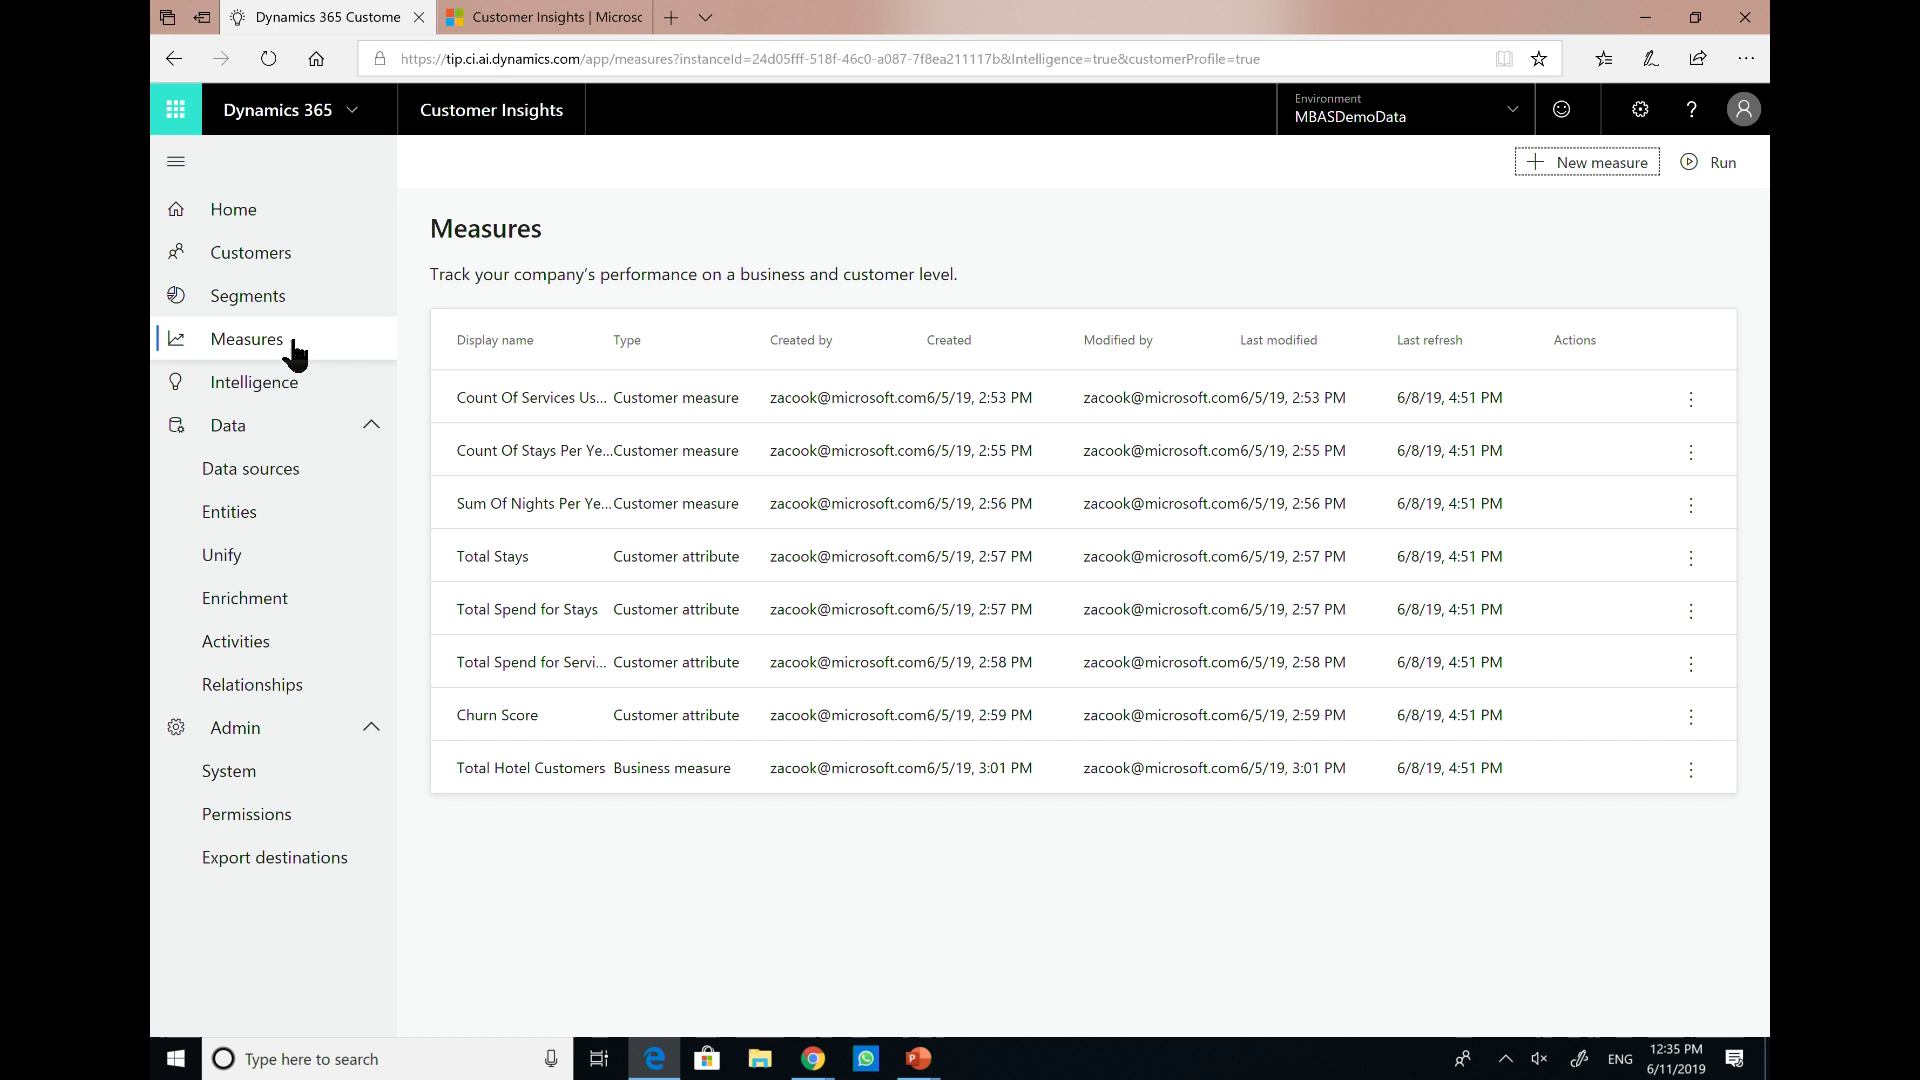 Dynamics 365 Custome
Customer Insights | Microsc
https://tip.ci.ai.dynamics.com/app/measures?instanceId=24d05fff-518f-46c0-a087-7f8ea211117b&Intelligence=true&customerProfile=true
Dynamics 365
Customer Insights
Environment
MBASDemoData
?
New measure
Run
Home
Customers
Segments
Measures
Intelligence
Data
Data sources
Entities
Unify
Enrichment
Activities
Relationships
Admin
System
Permissions
Export destinations
Measures
Track your company's performance on a business and customer level.
Display name Type Created by Created Modified by Last modified Last refresh Actions
Count Of Services Us... Customer measure zacook@microsoft.com 6/5/19, 2:53 PM zacook@microsoft.com 6/5/19, 2:53 PM 6/8/19, 4:51 PM
Count Of Stays Per Ye... Customer measure zacook@microsoft.com 6/5/19, 2:55 PM zacook@microsoft.com 6/5/19, 2:55 PM 6/8/19, 4:51 PM
Sum Of Nights Per Ye... Customer measure zacook@microsoft.com 6/5/19, 2:56 PM zacook@microsoft.com 6/5/19, 2:56 PM 6/8/19, 4:51 PM
Total Stays Customer attribute zacook@microsoft.com 6/5/19, 2:57 PM zacook@microsoft.com 6/5/19, 2:57 PM 6/8/19, 4:51 PM
Total Spend for Stays Customer attribute zacook@microsoft.com 6/5/19, 2:57 PM zacook@microsoft.com 6/5/19, 2:57 PM 6/8/19, 4:51 PM
Total Spend for Servi... Customer attribute zacook@microsoft.com 6/5/19, 2:58 PM zacook@microsoft.com 6/5/19, 2:58 PM 6/8/19, 4:51 PM
Churn Score Customer attribute zacook@microsoft.com 6/5/19, 2:59 PM zacook@microsoft.com 6/5/19, 2:59 PM 6/8/19, 4:51 PM
Total Hotel Customers Business measure zacook@microsoft.com 6/5/19, 3:01 PM zacook@microsoft.com 6/5/19, 3:01 PM 6/8/19, 4:51 PM
Type here to search
ENG
12:35 PM
6/11/2019